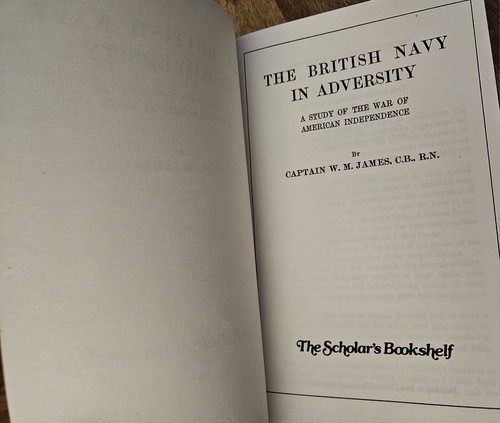 THE BRITISH NAVY
IN ADVERSITY
A STUDY OF THE WAR OF
AMERICAN INDEPENDENCE
BY
CAPTAIN W. M. JAMES, C.B., R.N.
The Scholar's Bookshelf